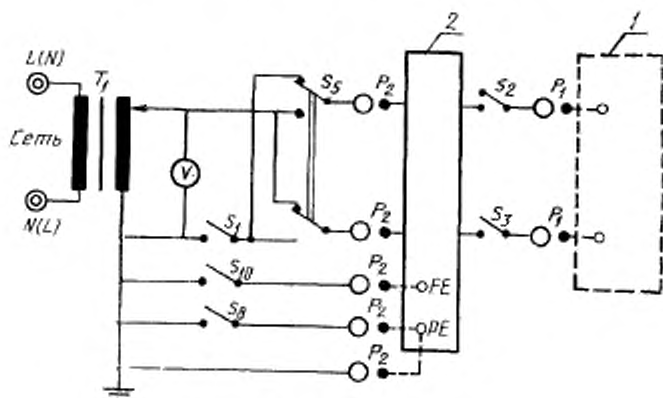 2
1
L(N)
T₁
S₅
P₂
S₂
P₁
Сеть
V
N(L)
S₁
P₂
S₃
P₁
S₁₀
P₂
FE
S₈
P₂
PE
P₂